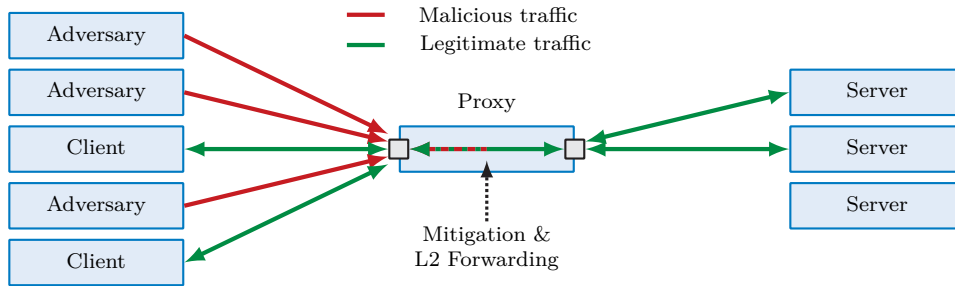 Malicious traffic
Legitimate traffic
Adversary
Adversary
Client
Adversary
Client
Proxy
Mitigation &
L2 Forwarding
Server
Server
Server